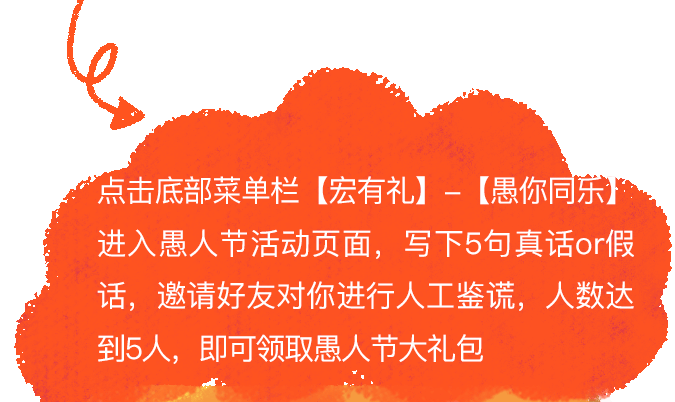 点击底部菜单栏【宏有礼】-【愚你同乐】
进入愚人节活动页面，写下5句真话or假
话，邀请好友对你进行人工鉴谎，人数达
到5人，即可领取愚人节大礼包